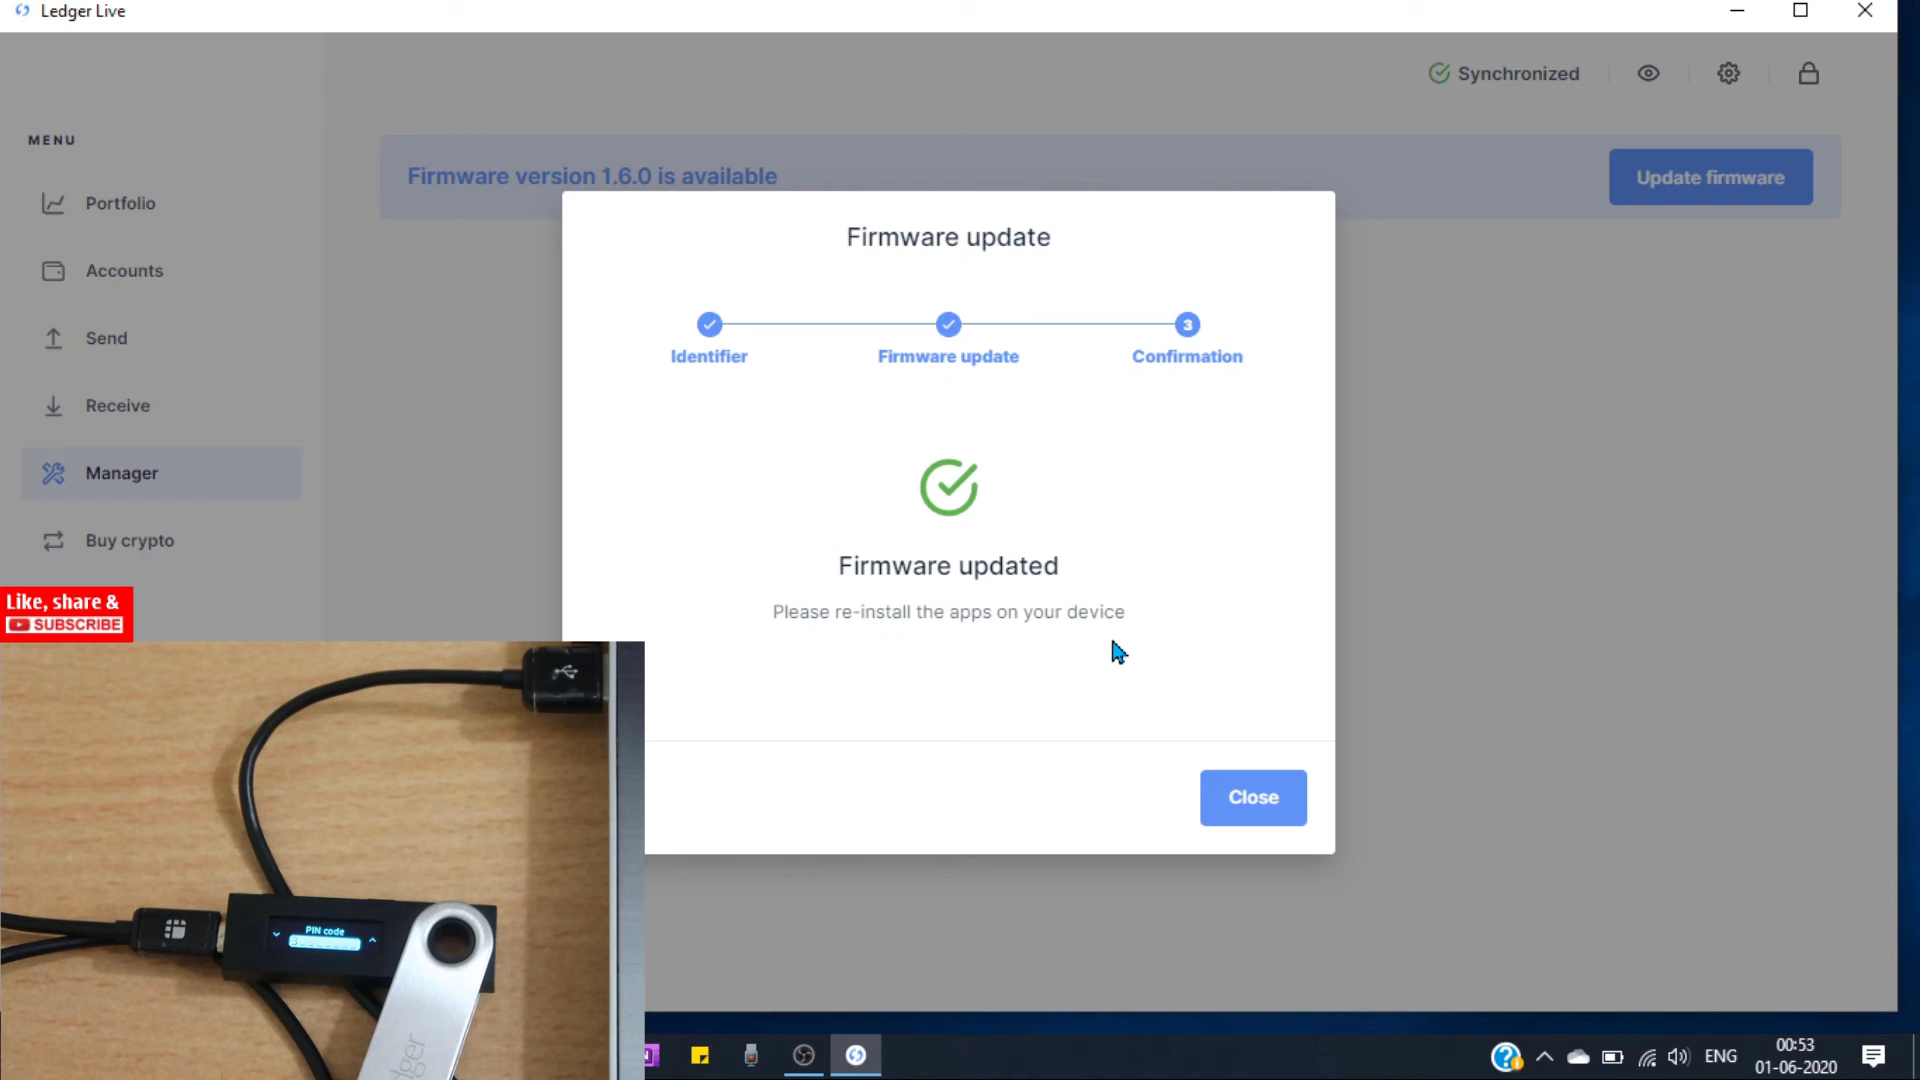 Ledger Live
Synchronized
MENU
Firmware version 1.6.0 is available
Update firmware
Portfolio
Accounts
Send
Receive
Manager
Buy crypto
Firmware update
3
Identifier
Firmware update
Confirmation
Firmware updated
Please re-install the apps on your device
Close
Like, share &
SUBSCRIBE
PIN code
Ledger
ENG
00:53
01-06-2020